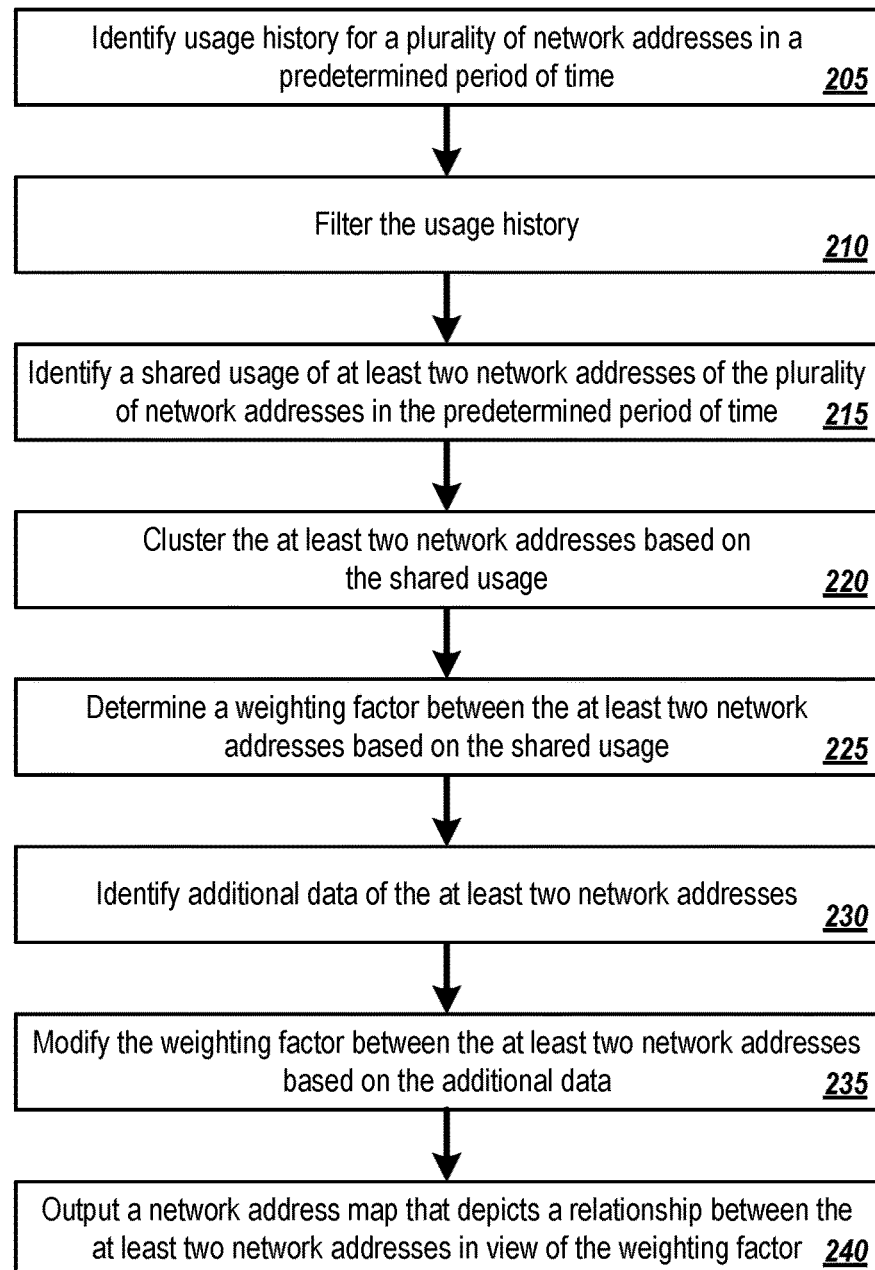 Identify usage history for a plurality of network addresses in a
predetermined period of time 205
Filter the usage history
210
Identify a shared usage of at least two network addresses of the plurality
of network addresses in the predetermined period of time 215
Cluster the at least two network addresses based on
the shared usage 220
Determine a weighting factor between the at least two network
addresses based on the shared usage 225
Identify additional data of the at least two network addresses
230
Modify the weighting factor between the at least two network addresses
based on the additional data 235
Output a network address map that depicts a relationship between the
at least two network addresses in view of the weighting factor 240